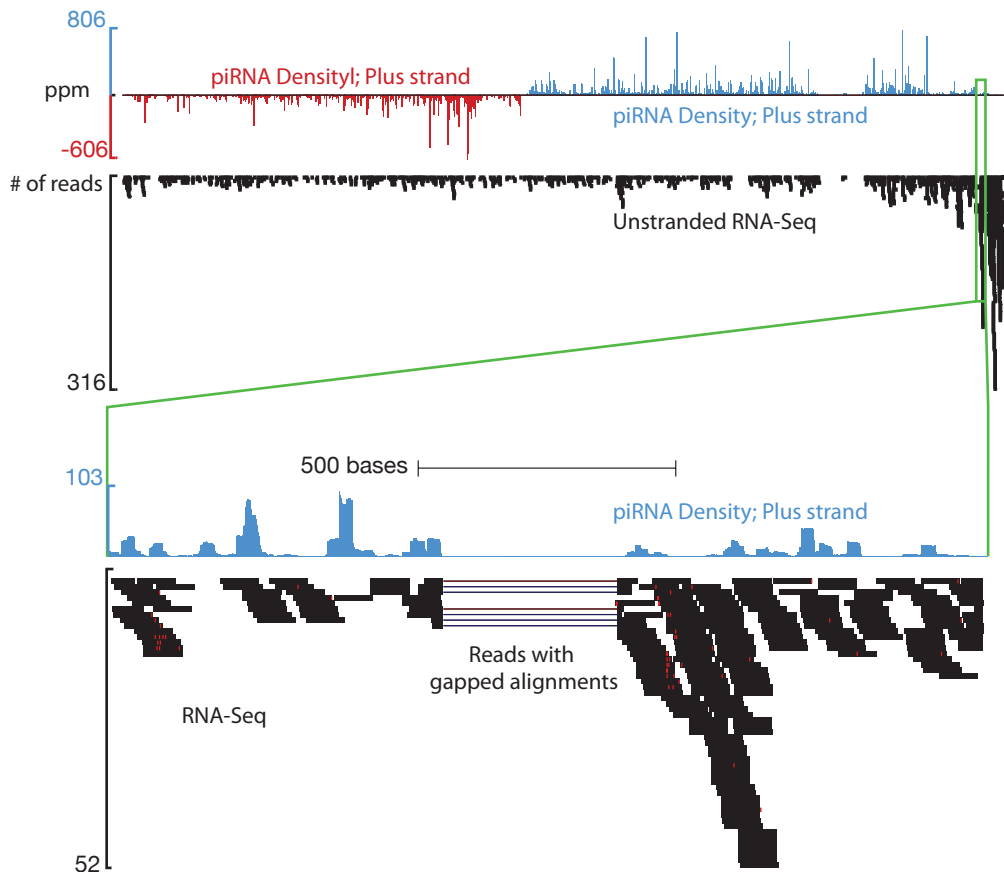 806
piRNA Densityl; Plus strand
ppm
piRNA Density; Plus strand
-606
# of reads
Unstranded RNA-Seq
316
500 bases
103
piRNA Density; Plus strand
Reads with
gapped alignments
RNA-Seq
52